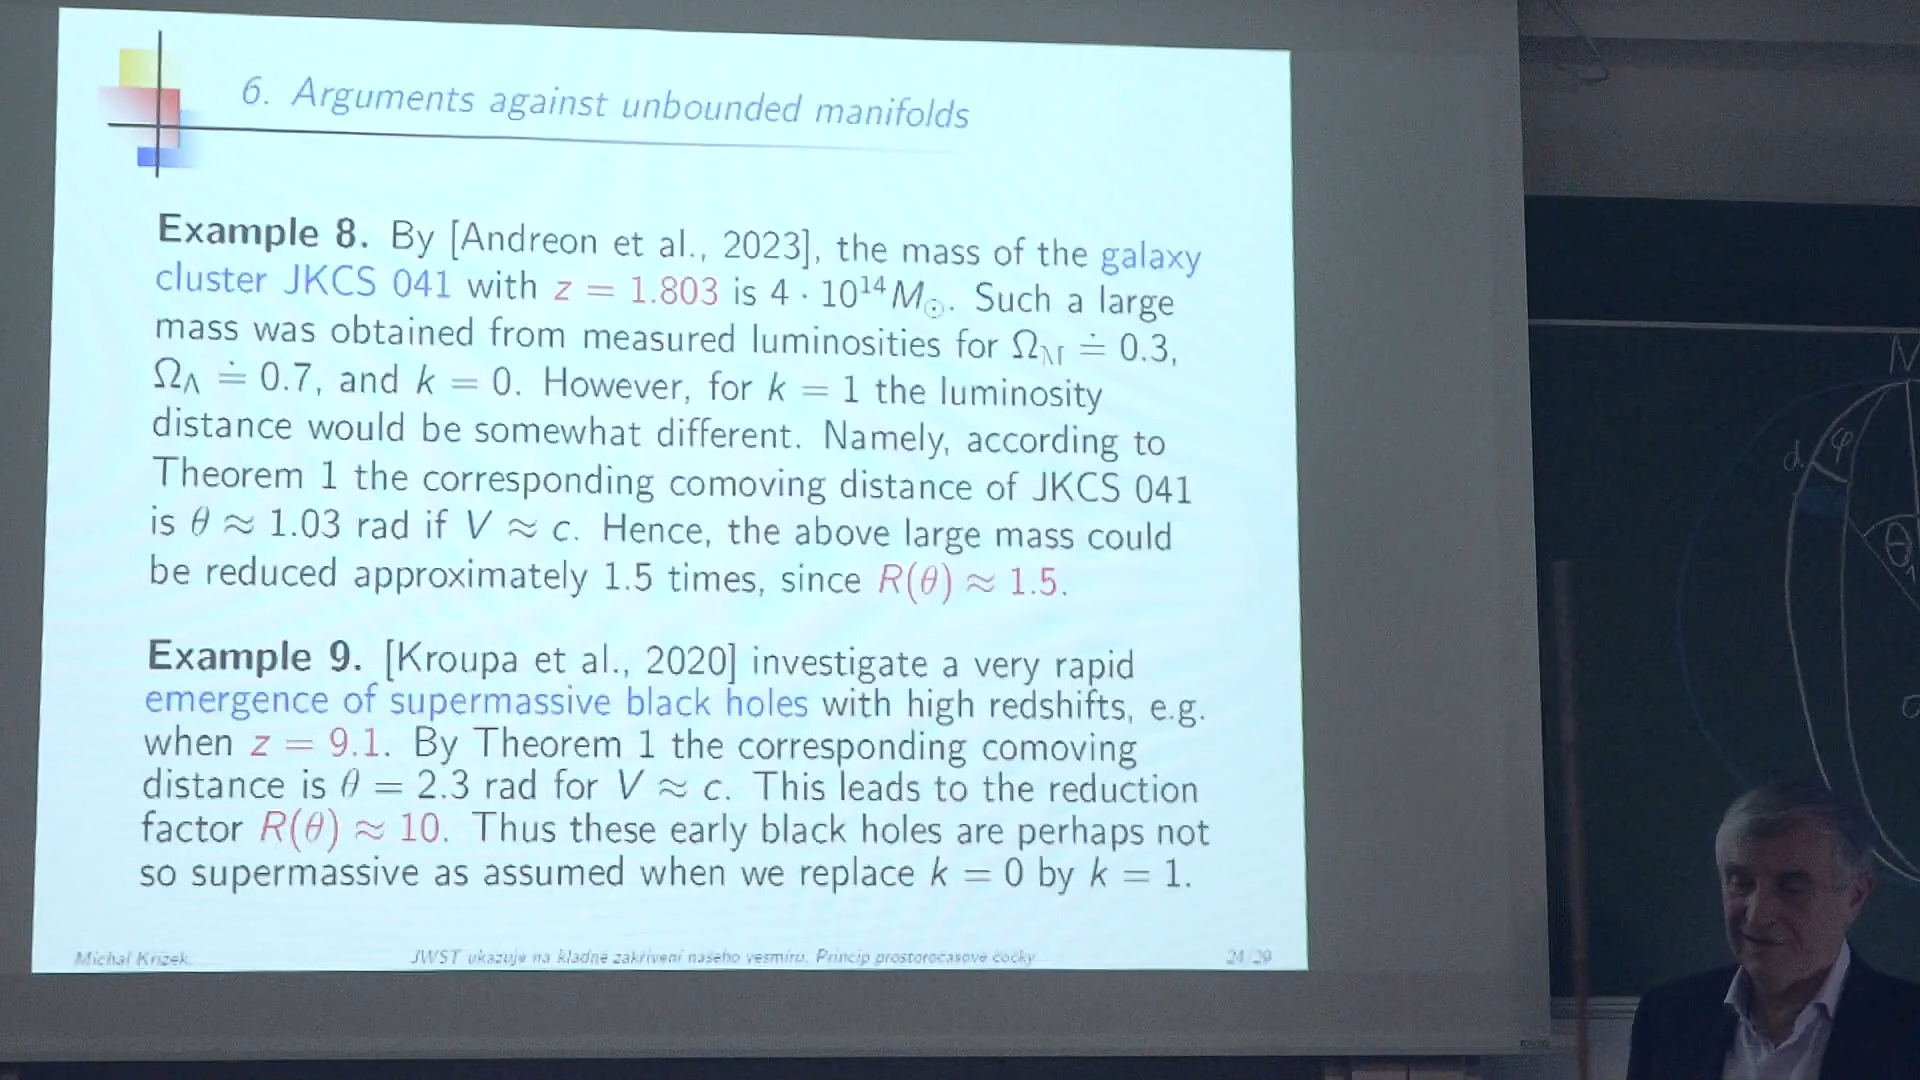 6. Arguments against unbounded manifolds
Example 8. By [Andreon et al., 2023], the mass of the galaxy
cluster JKCS 041 with z = 1.803 is 4 · 10¹⁴M☉. Such a large
mass was obtained from measured luminosities for Ω_M ≐ 0.3,
Ω_Λ ≐ 0.7, and k = 0. However, for k = 1 the luminosity
distance would be somewhat different. Namely, according to
Theorem 1 the corresponding comoving distance of JKCS 041
is θ ≈ 1.03 rad if V ≈ c. Hence, the above large mass could
be reduced approximately 1.5 times, since R(θ) ≈ 1.5.
Example 9. [Kroupa et al., 2020] investigate a very rapid
emergence of supermassive black holes with high redshifts, e.g.
when z = 9.1. By Theorem 1 the corresponding comoving
distance is θ = 2.3 rad for V ≈ c. This leads to the reduction
factor R(θ) ≈ 10. Thus these early black holes are perhaps not
so supermassive as assumed when we replace k = 0 by k = 1.
Michal Křížek
JWST ukazuje na kladné zakřivení našeho vesmíru. Princip prostoročasové čočky
24/29
N
d
φ
θ